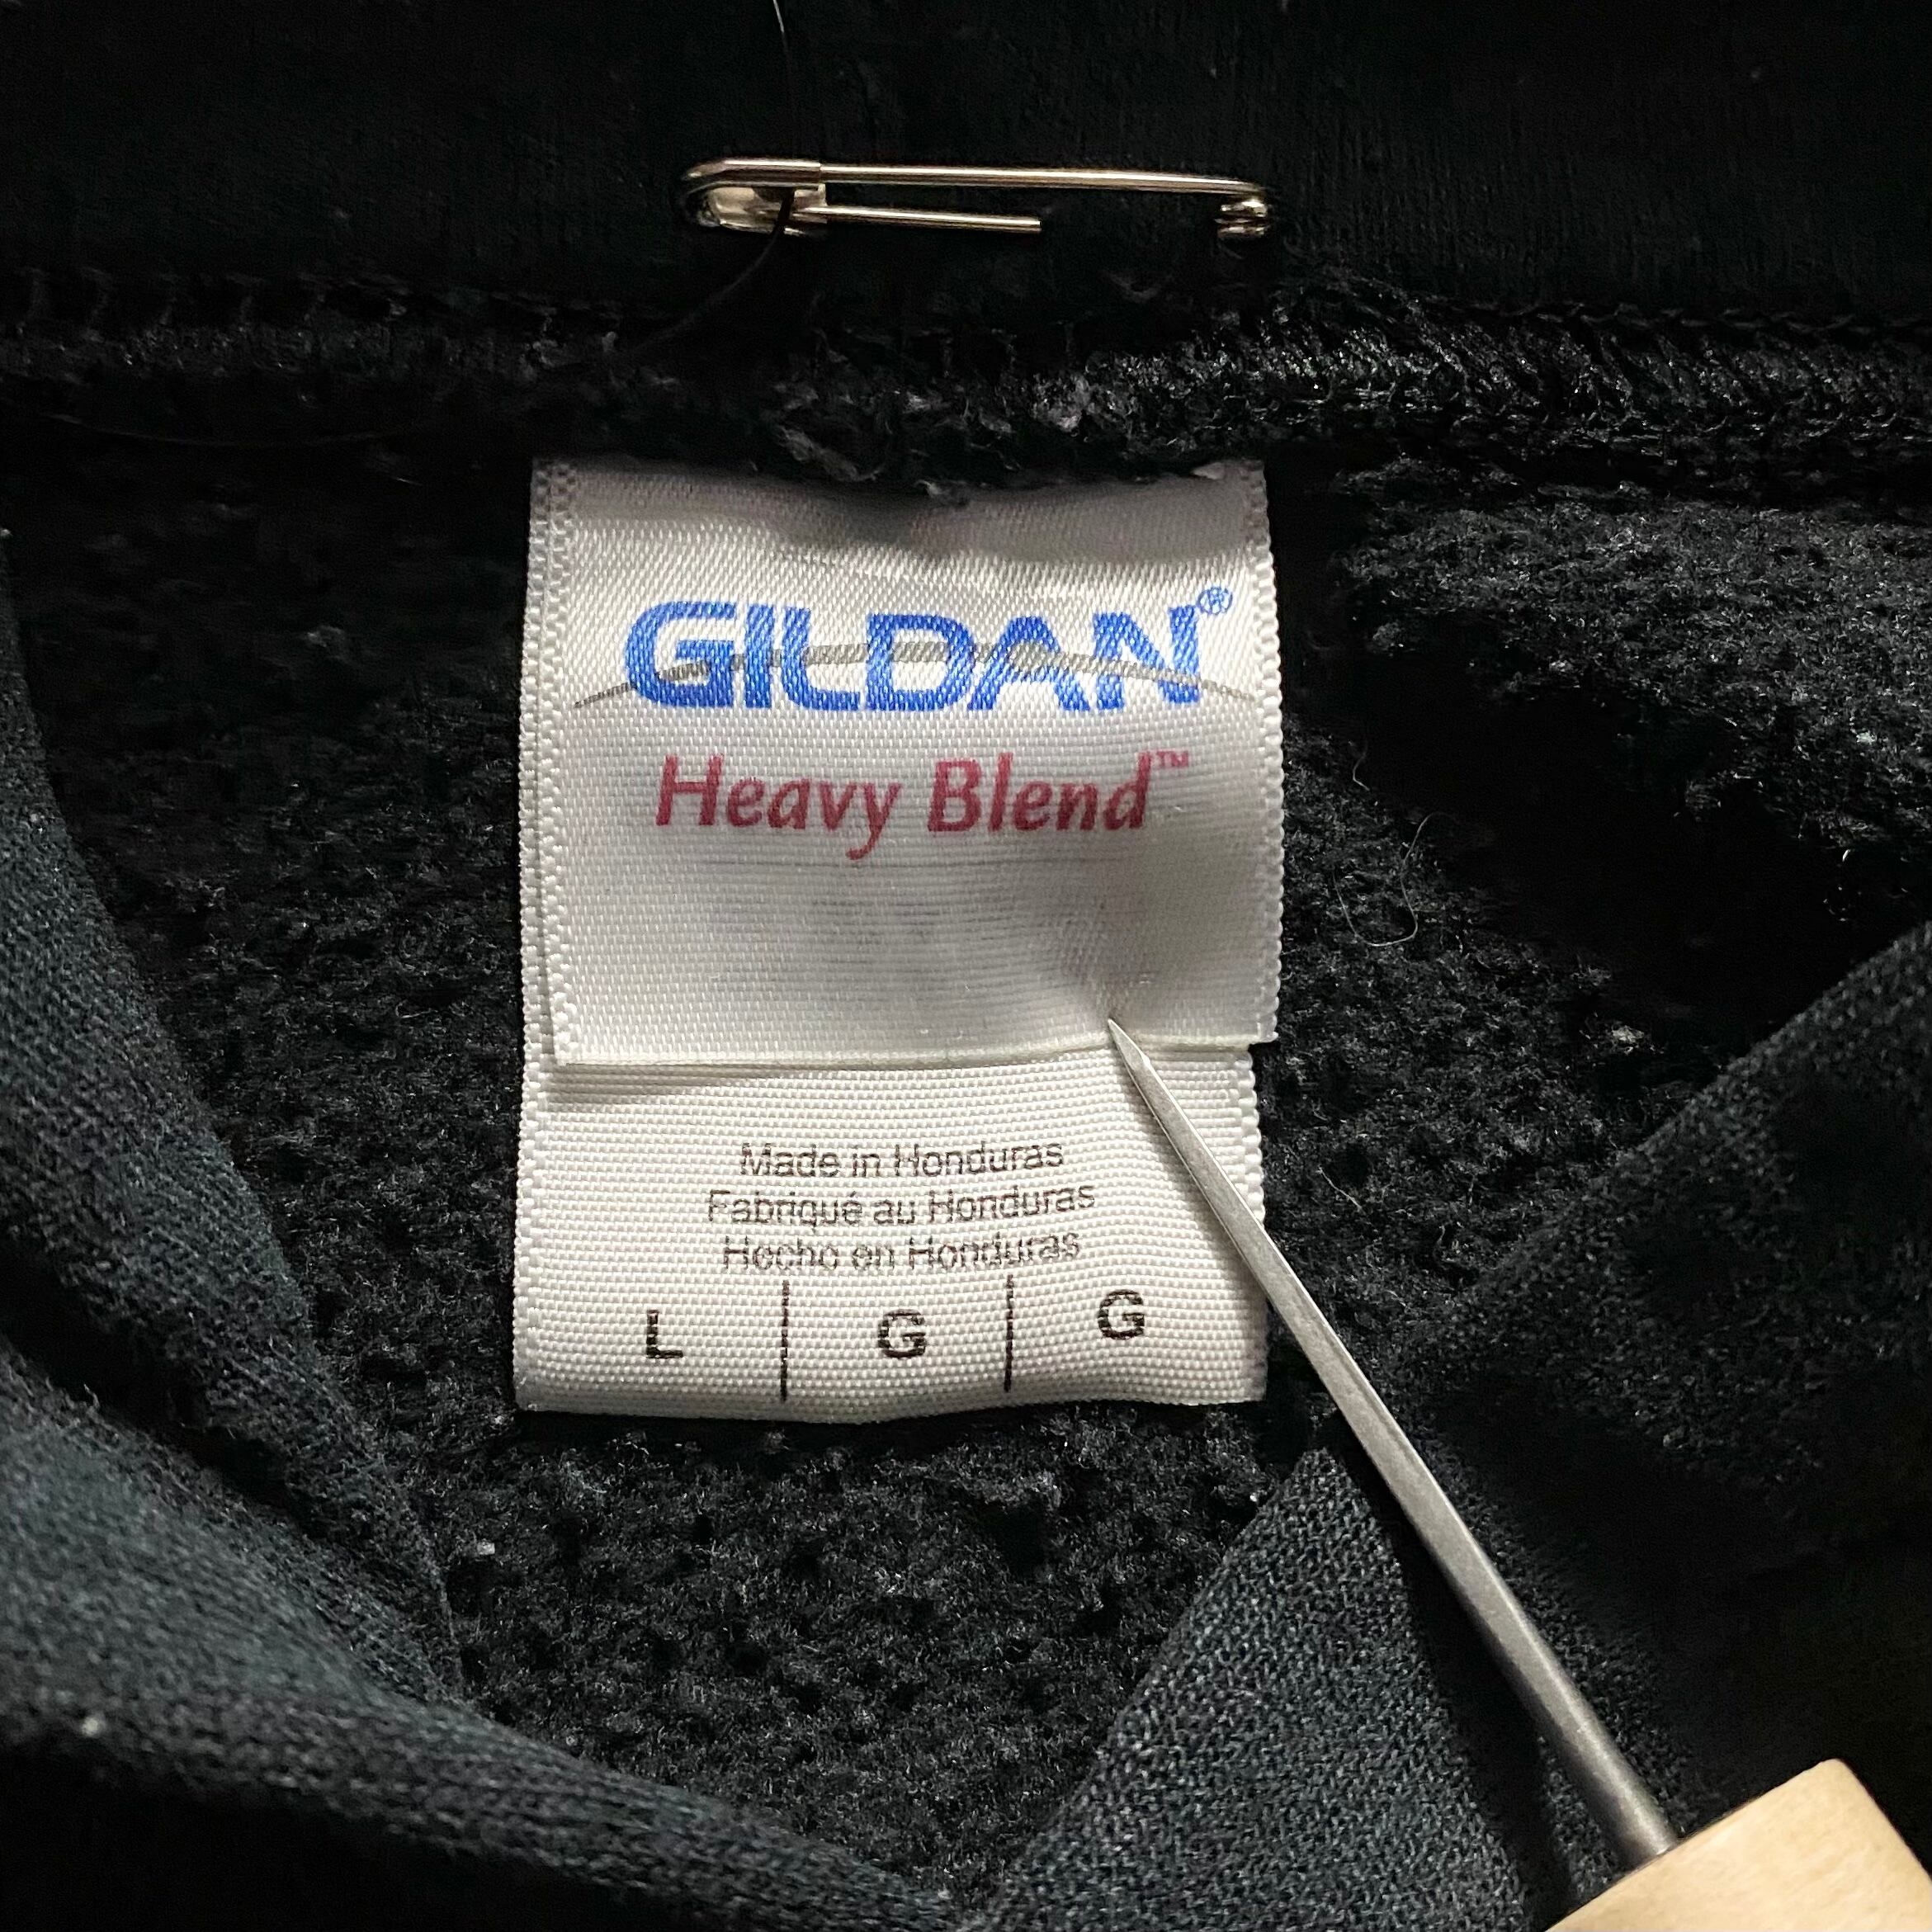 GILDAN®
Heavy Blend™
Made in Honduras
Fabriqué au Honduras
Hecho en Honduras
L | G | G